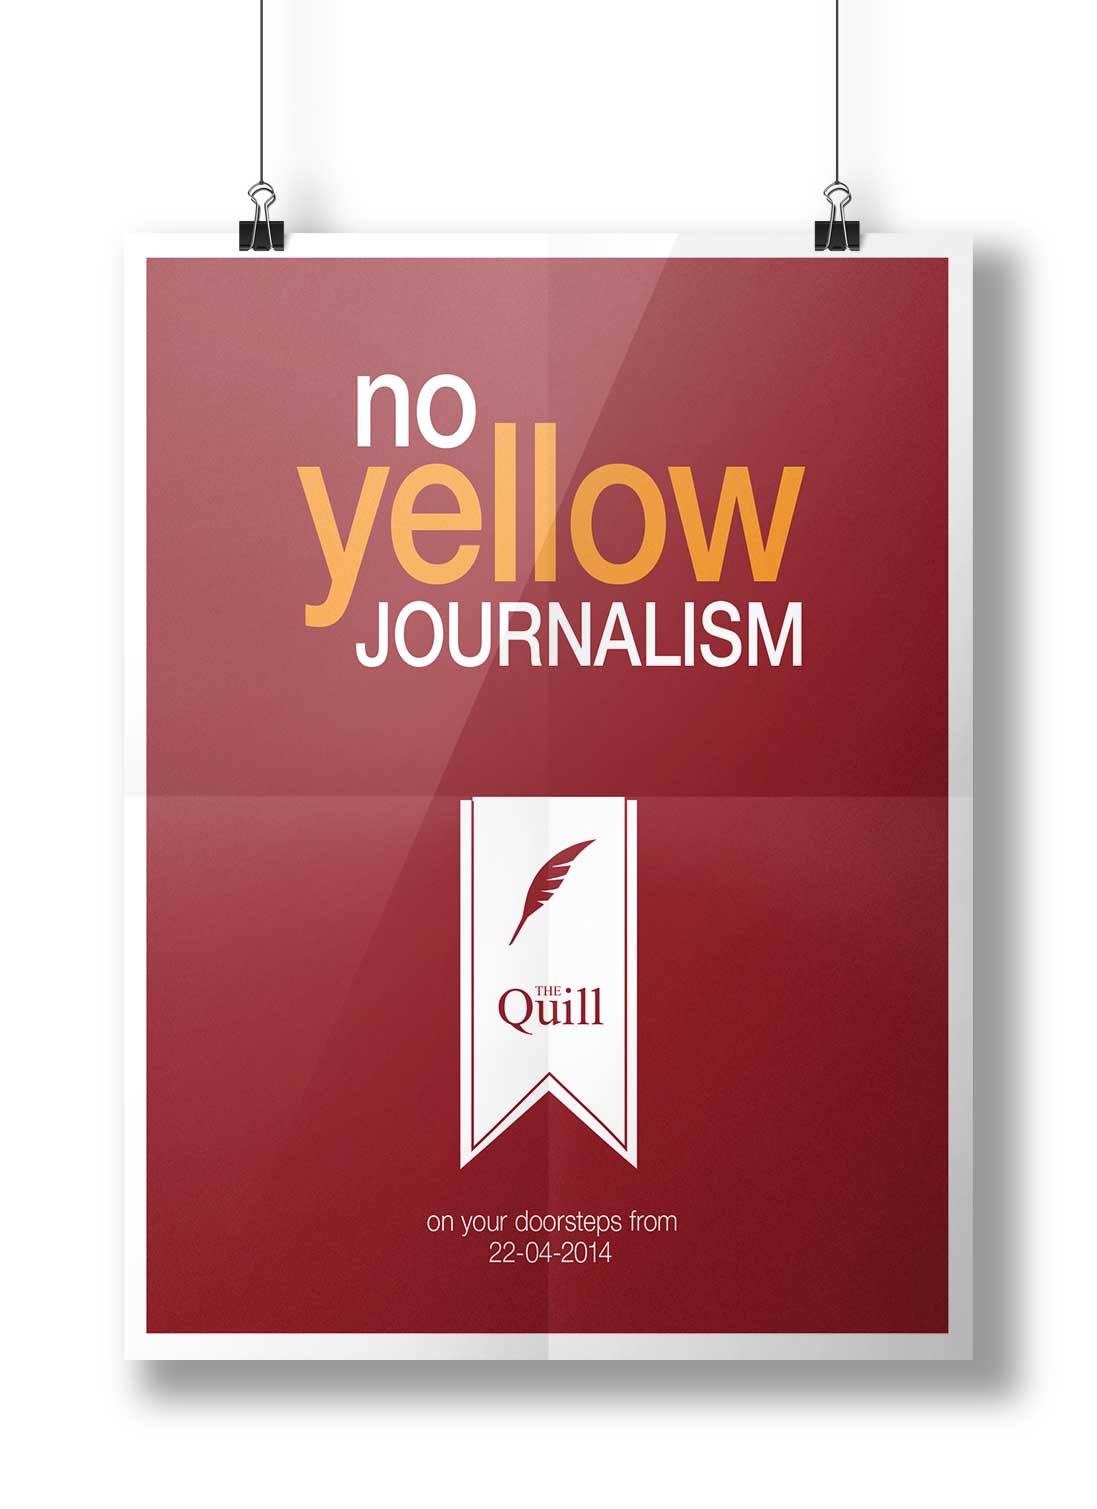 no
yellow
JOURNALISM
THE
Quill
on your doorsteps from
22-04-2014